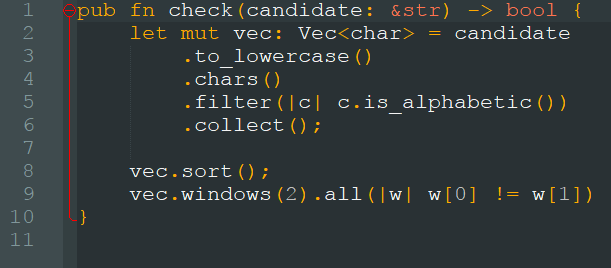 1 pub fn check(candidate: &str) -> bool {
2     let mut vec: Vec<char> = candidate
3         .to_lowercase()
4         .chars()
5         .filter(|c| c.is_alphabetic())
6         .collect();
7
8     vec.sort();
9     vec.windows(2).all(|w| w[0] != w[1])
10 }
11